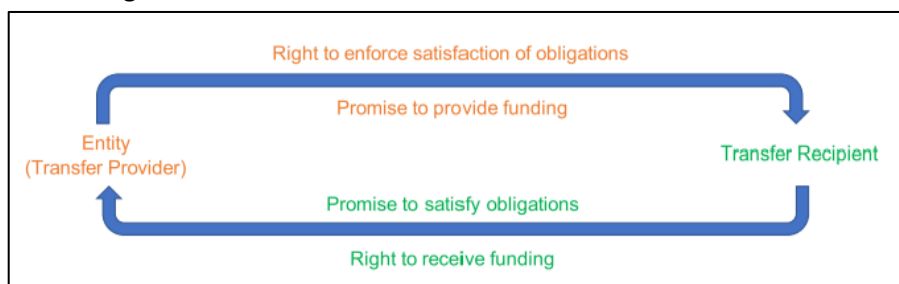 Right to enforce satisfaction of obligations
Promise to provide funding
Entity
(Transfer Provider)
Transfer Recipient
Promise to satisfy obligations
Right to receive funding